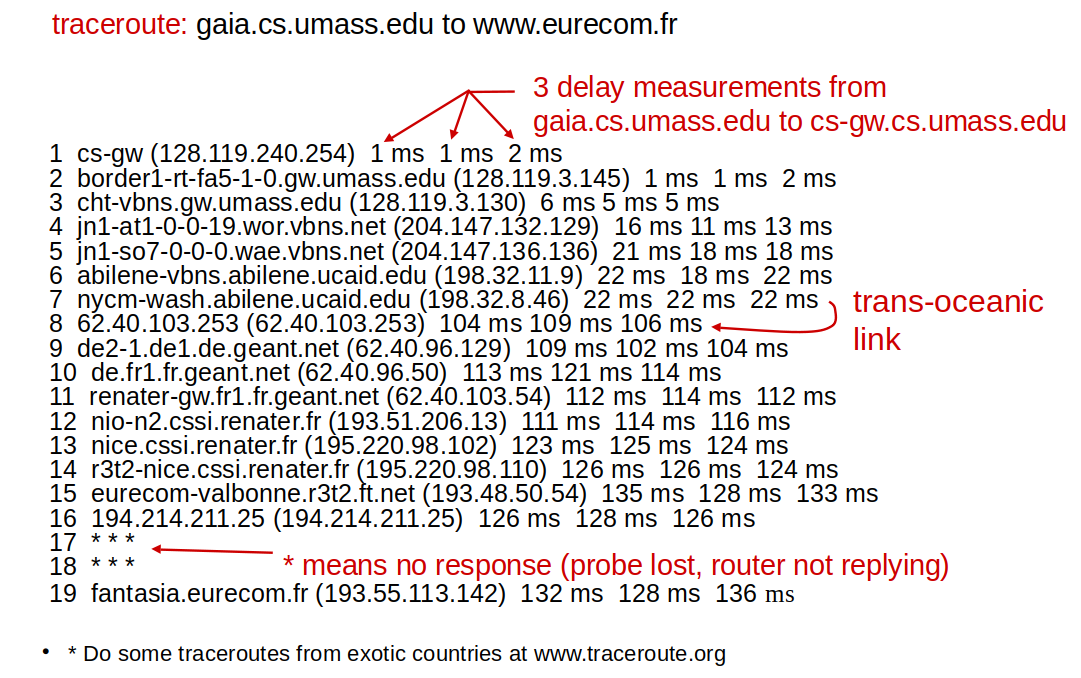 traceroute: gaia.cs.umass.edu to www.eurecom.fr
3 delay measurements from
gaia.cs.umass.edu to cs-gw.cs.umass.edu
1 cs-gw (128.119.240.254) 1 ms 1 ms 2 ms
2 border1-rt-fa5-1-0.gw.umass.edu (128.119.3.145) 1 ms 1 ms 2 ms
3 cht-vbns.gw.umass.edu (128.119.3.130) 6 ms 5 ms 5 ms
4 jn1-at1-0-0-19.wor.vbns.net (204.147.132.129) 16 ms 11 ms 13 ms
5 jn1-so7-0-0-0.wae.vbns.net (204.147.136.136) 21 ms 18 ms 18 ms
6 abilene-vbns.abilene.ucaid.edu (198.32.11.9) 22 ms 18 ms 22 ms
7 nycm-wash.abilene.ucaid.edu (198.32.8.46) 22 ms 22 ms 22 ms
trans-oceanic
link
8 62.40.103.253 (62.40.103.253) 104 ms 109 ms 106 ms
9 de2-1.de1.de.geant.net (62.40.96.129) 109 ms 102 ms 104 ms
10 de.fr1.fr.geant.net (62.40.96.50) 113 ms 121 ms 114 ms
11 renater-gw.fr1.fr.geant.net (62.40.103.54) 112 ms 114 ms 112 ms
12 nio-n2.cssi.renater.fr (193.51.206.13) 111 ms 114 ms 116 ms
13 nice.cssi.renater.fr (195.220.98.102) 123 ms 125 ms 124 ms
14 r3t2-nice.cssi.renater.fr (195.220.98.110) 126 ms 126 ms 124 ms
15 eurecom-valbonne.r3t2.ft.net (193.48.50.54) 135 ms 128 ms 133 ms
16 194.214.211.25 (194.214.211.25) 126 ms 128 ms 126 ms
17 * * *
18 * * *
* means no response (probe lost, router not replying)
19 fantasia.eurecom.fr (193.55.113.142) 132 ms 128 ms 136 ms
• * Do some traceroutes from exotic countries at www.traceroute.org